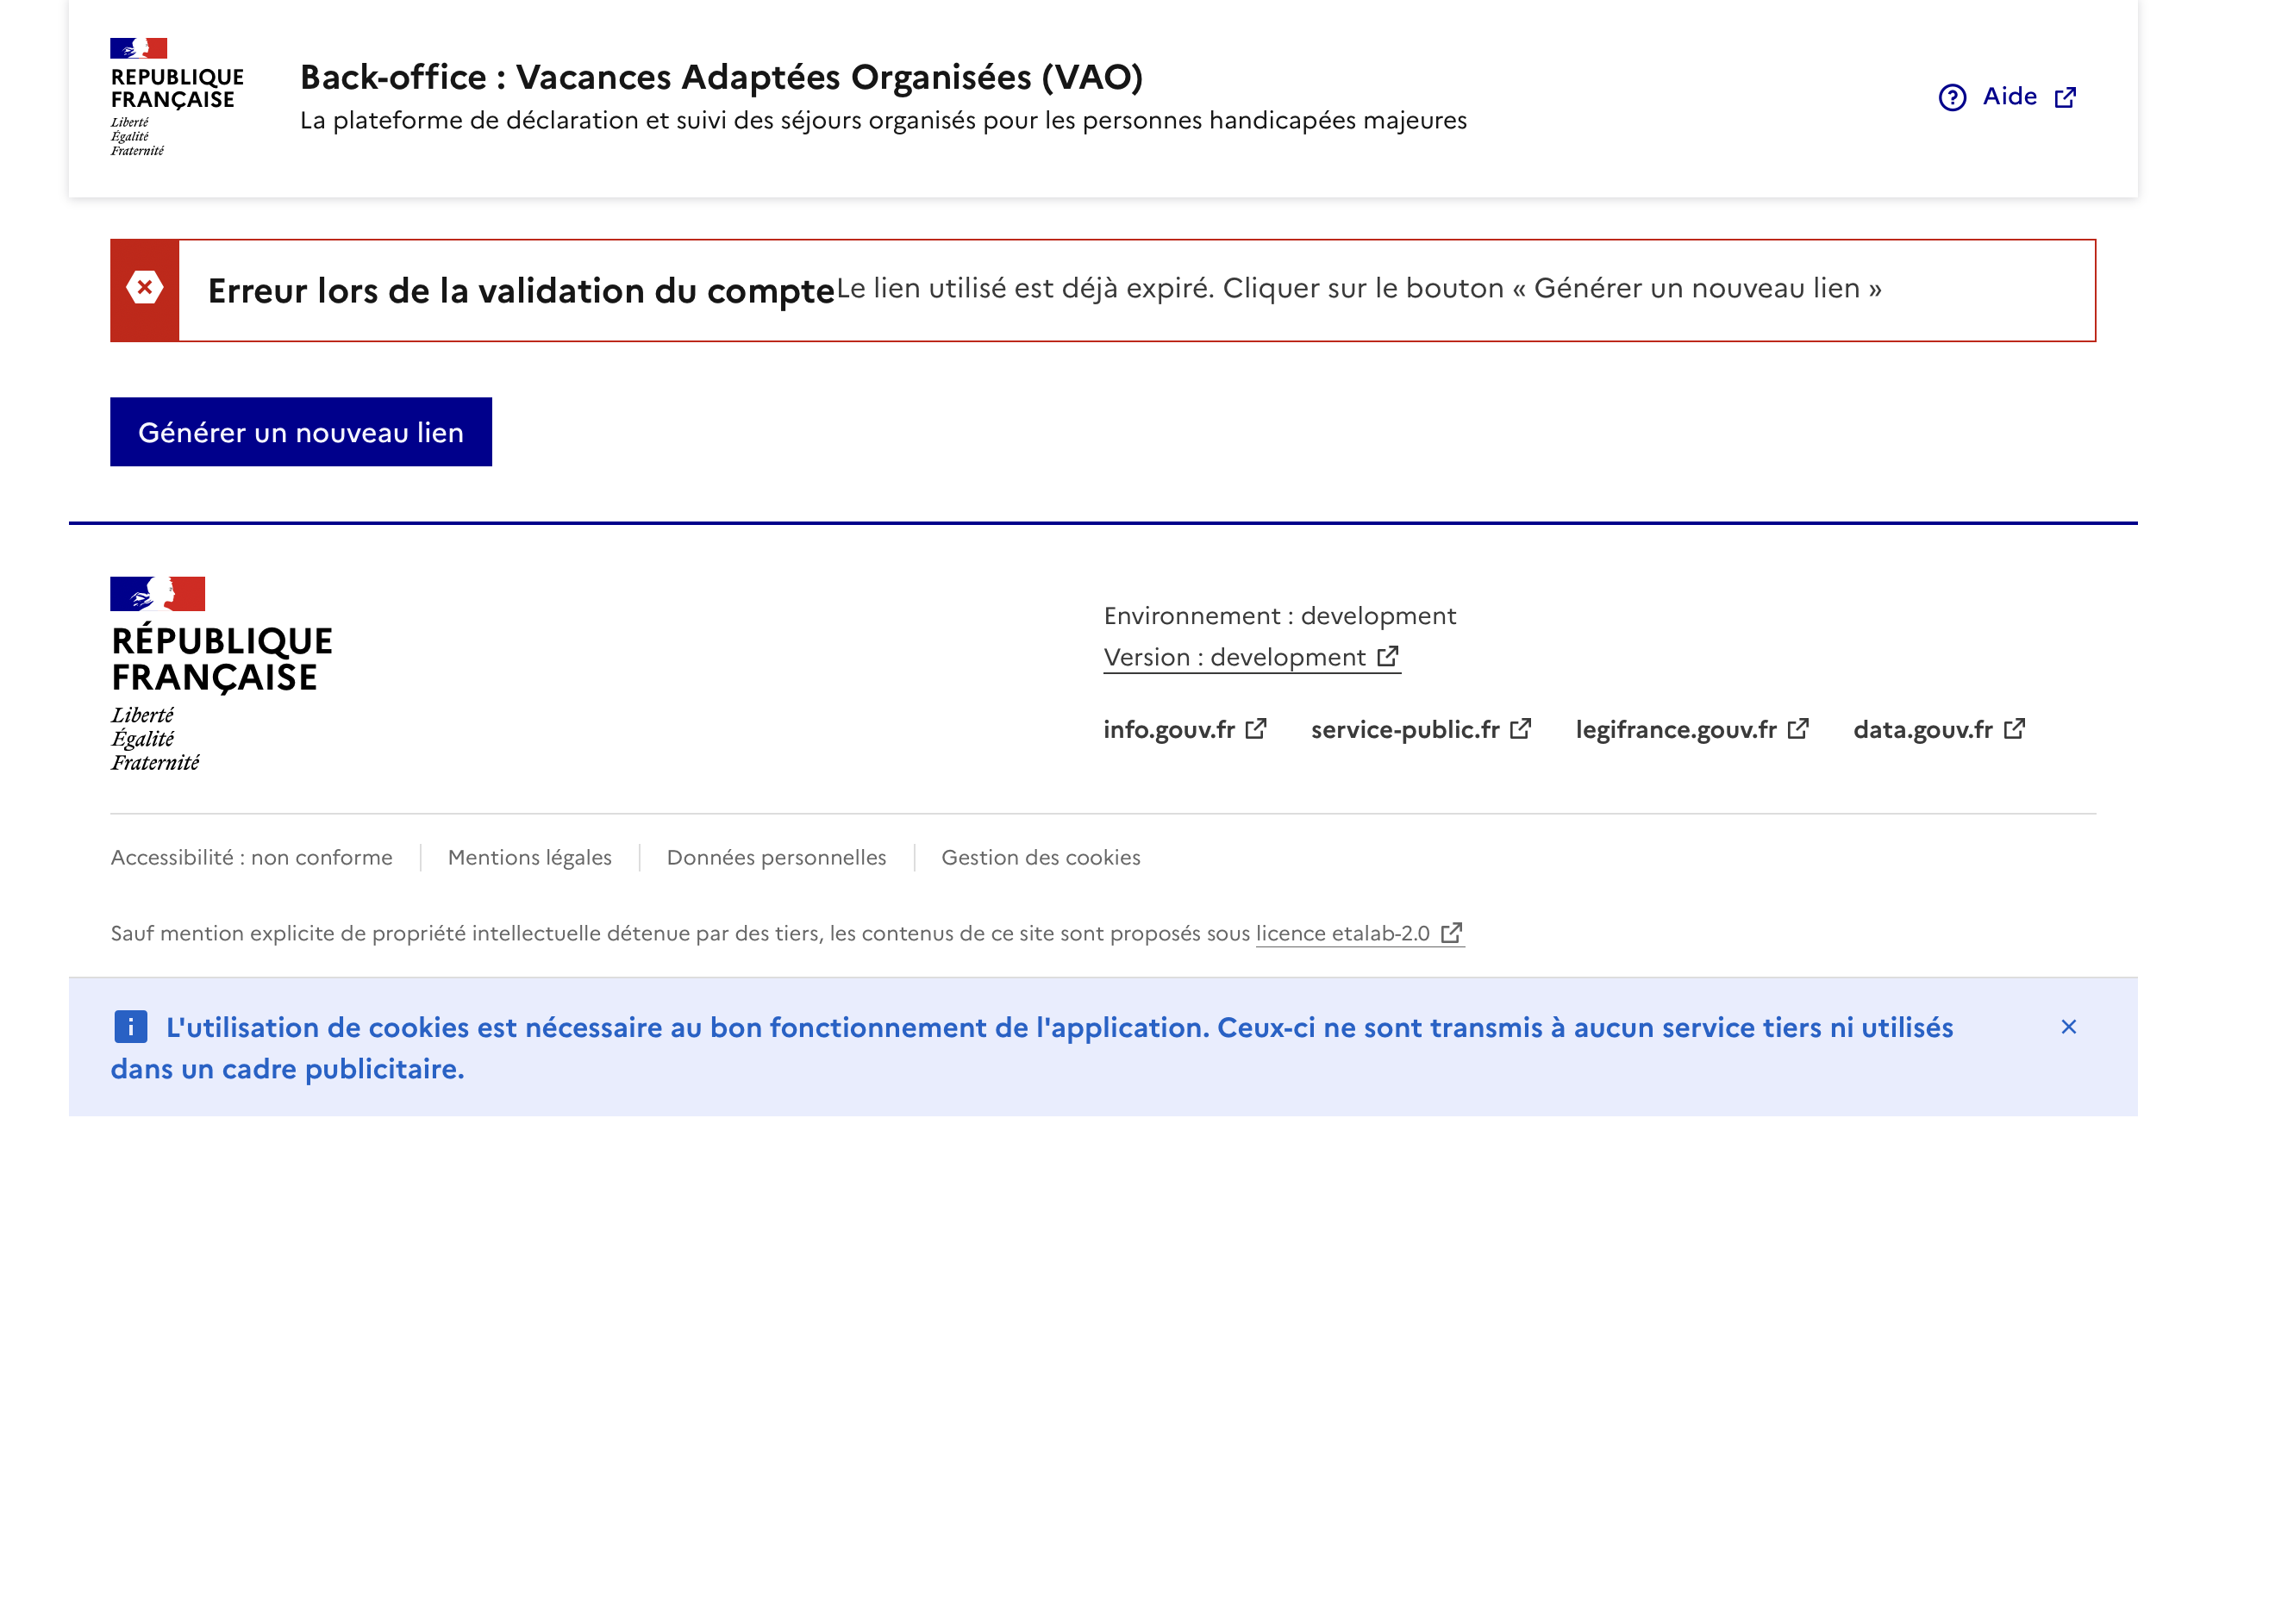 REPUBLIQUE
FRANÇAISE
Liberté
Égalité
Fraternité
Back-office : Vacances Adaptées Organisées (VAO)
La plateforme de déclaration et suivi des séjours organisés pour les personnes handicapées majeures
Aide
Erreur lors de la validation du compteLe lien utilisé est déjà expiré. Cliquer sur le bouton « Générer un nouveau lien »
Générer un nouveau lien
RÉPUBLIQUE
FRANÇAISE
Liberté
Égalité
Fraternité
Environnement : development
Version : development
info.gouv.fr service-public.fr legifrance.gouv.fr data.gouv.fr
Accessibilité : non conforme Mentions légales Données personnelles Gestion des cookies
Sauf mention explicite de propriété intellectuelle détenue par des tiers, les contenus de ce site sont proposés sous licence etalab-2.0
L'utilisation de cookies est nécessaire au bon fonctionnement de l'application. Ceux-ci ne sont transmis à aucun service tiers ni utilisés
dans un cadre publicitaire.